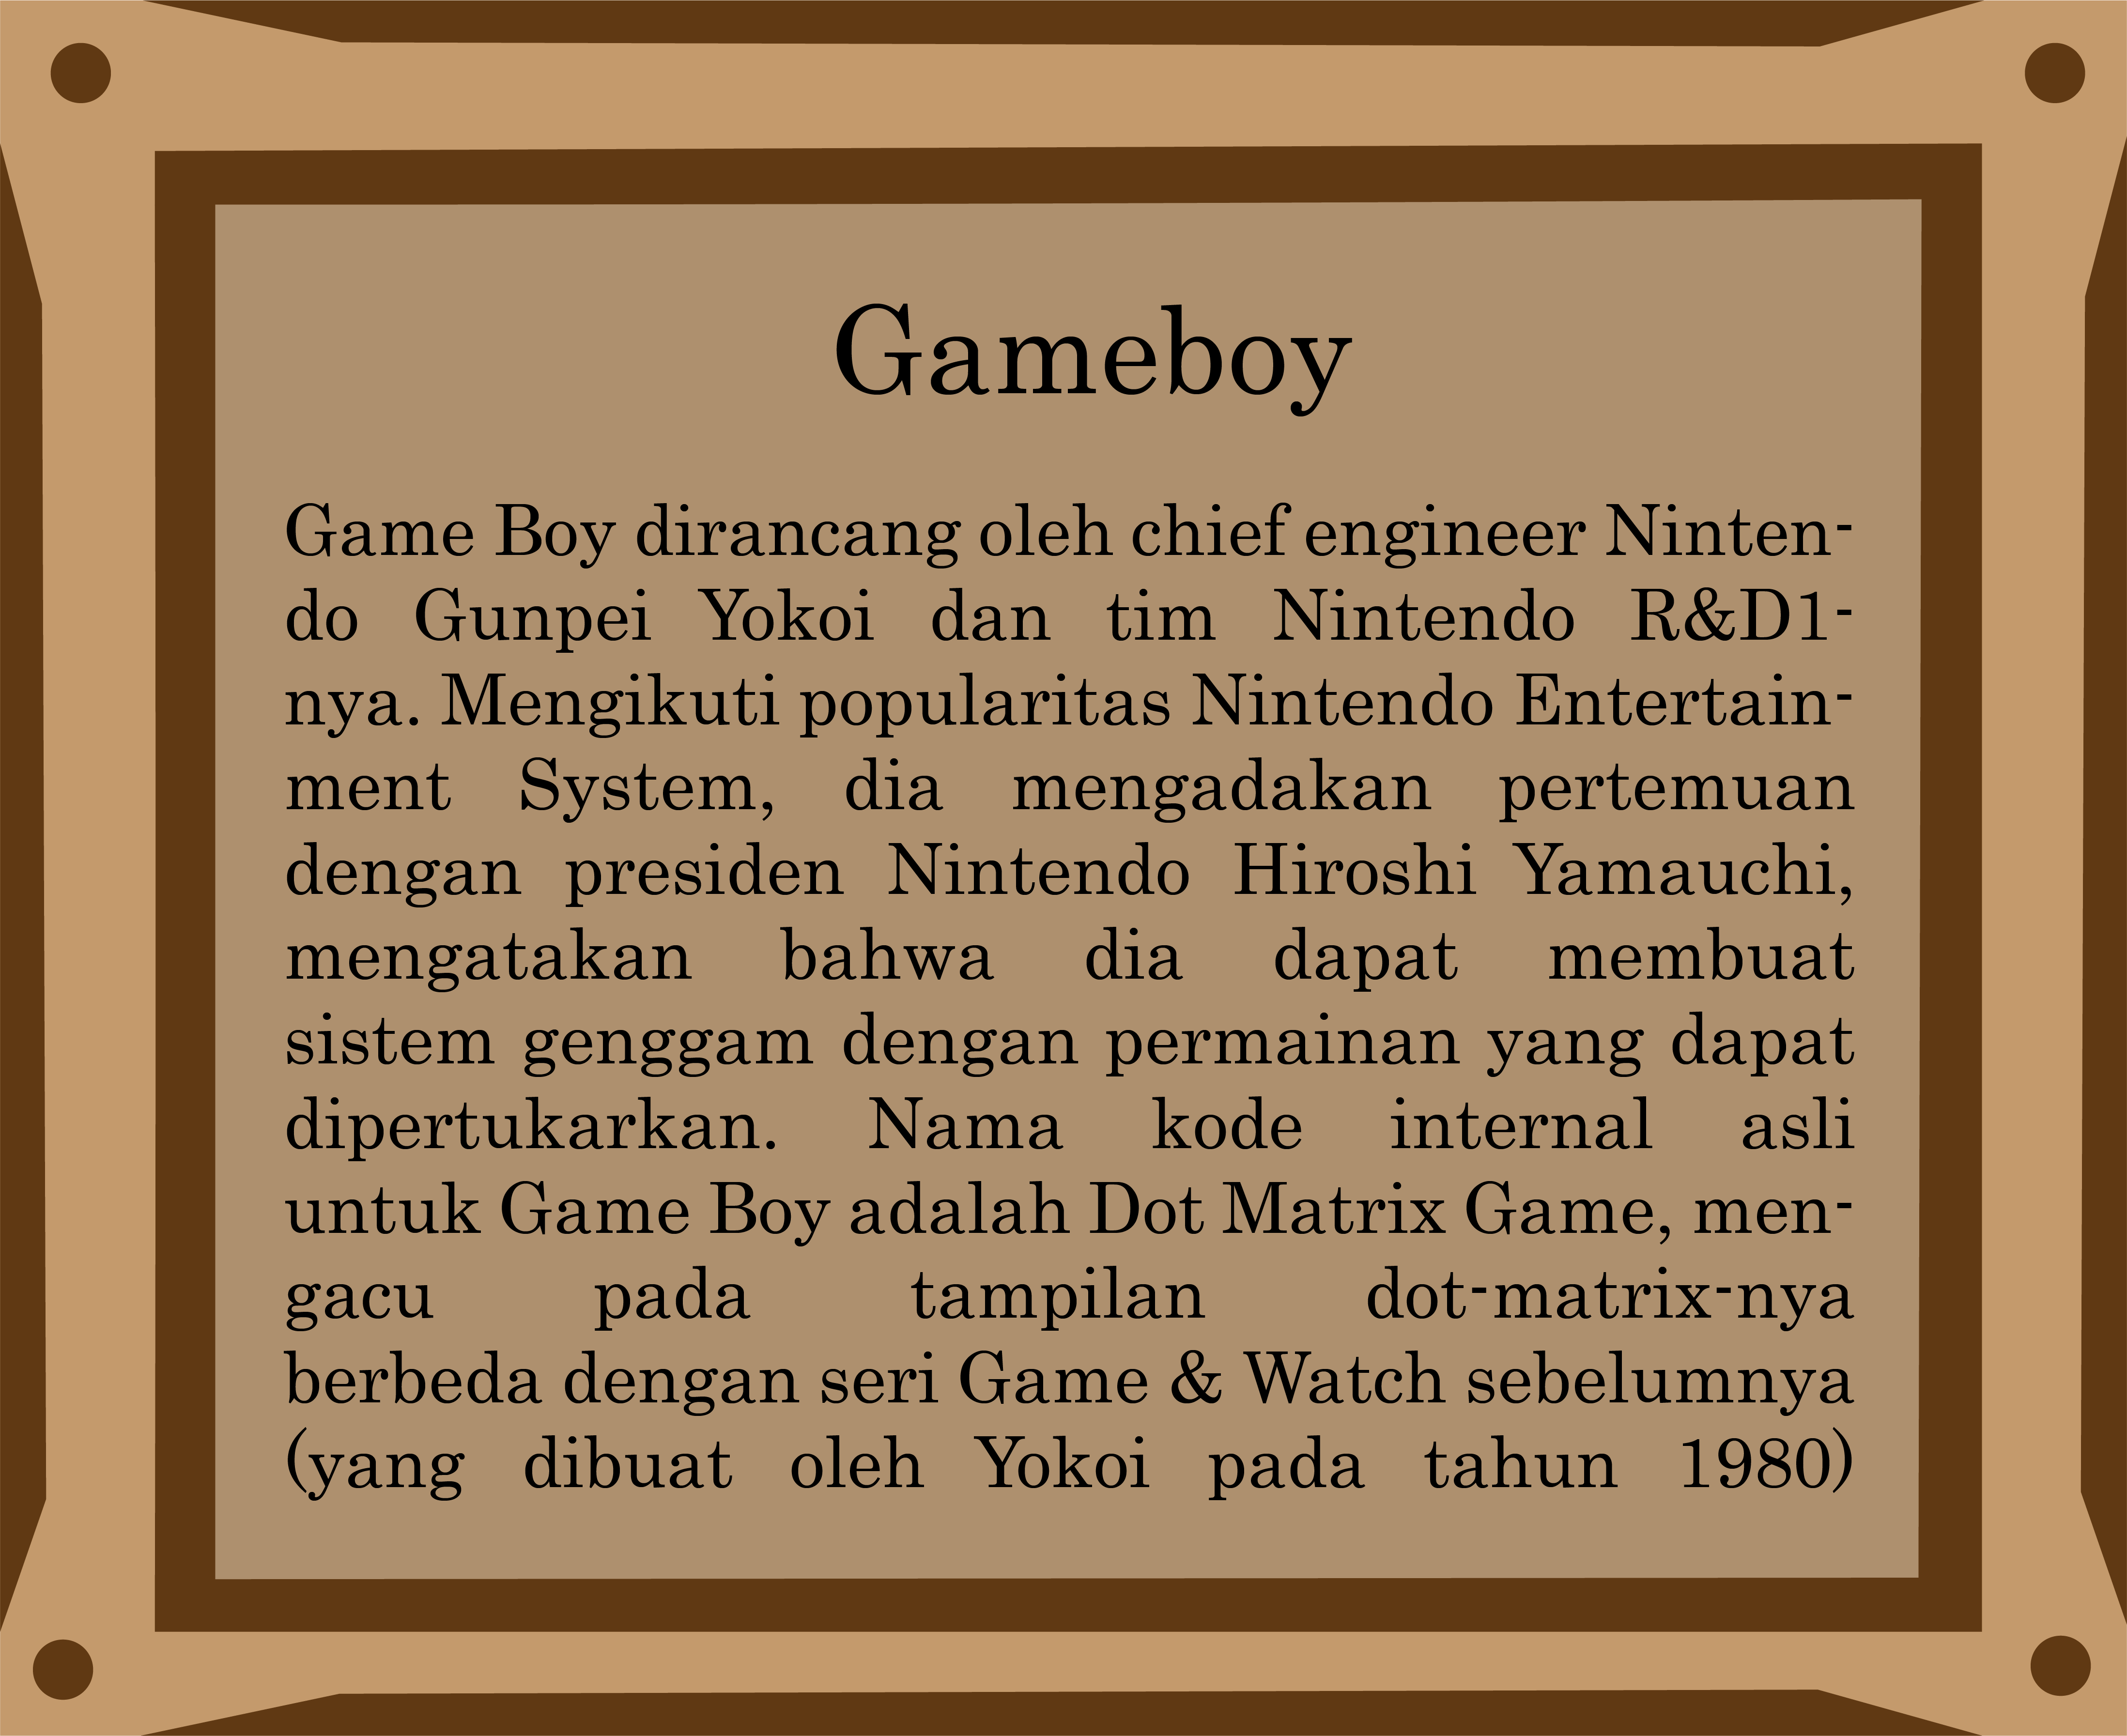 Gameboy
Game Boy dirancang oleh chief engineer Ninten-
do Gunpei Yokoi dan tim Nintendo R&D1-
nya. Mengikuti popularitas Nintendo Entertain-
ment System, dia mengadakan pertemuan
dengan presiden Nintendo Hiroshi Yamauchi,
mengatakan bahwa dia dapat membuat
sistem genggam dengan permainan yang dapat
dipertukarkan. Nama kode internal asli
untuk Game Boy adalah Dot Matrix Game, men-
gacu pada tampilan dot-matrix-nya
berbeda dengan seri Game & Watch sebelumnya
(yang dibuat oleh Yokoi pada tahun 1980)